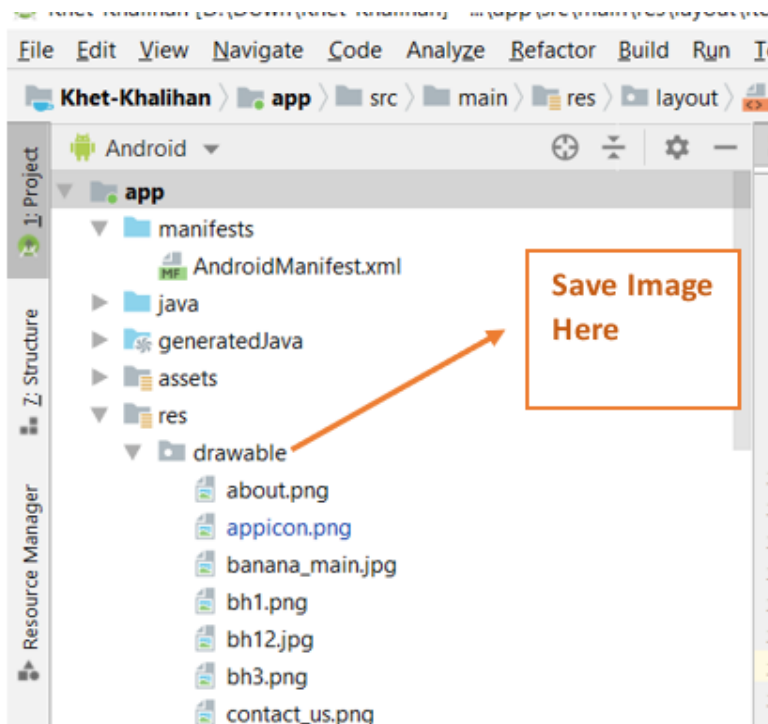 File Edit View Navigate Code Analyze Refactor Build Run
Khet-Khalihan app src main res layout
Android
1: Project
app
manifests
MF AndroidManifest.xml
java
generatedJava
assets
res
drawable
about.png
appicon.png
banana_main.jpg
bh1.png
bh12.jpg
bh3.png
contact_us.png
Save Image
Here
Z: Structure
Resource Manager